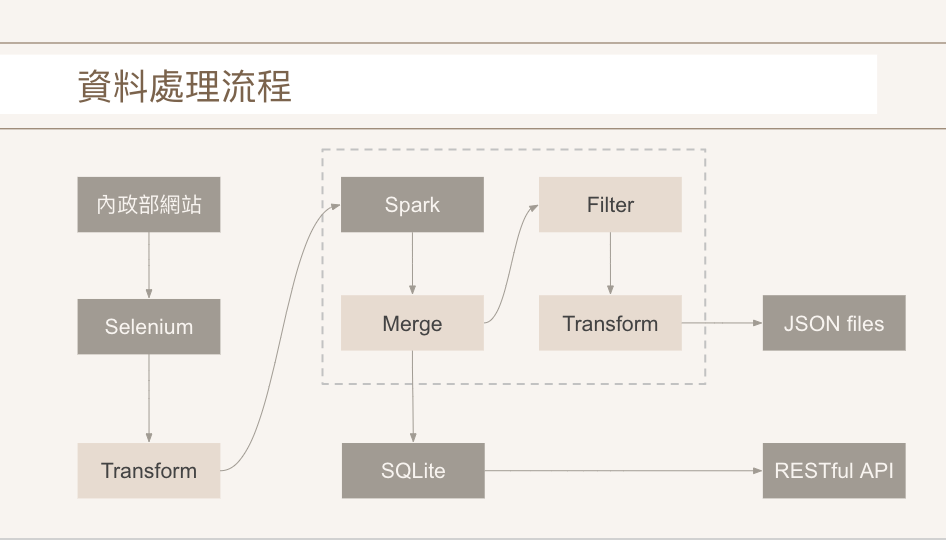 資料處理流程
內政部網站
Selenium
Transform
Spark
Merge
Filter
Transform
JSON files
SQLite
RESTful API